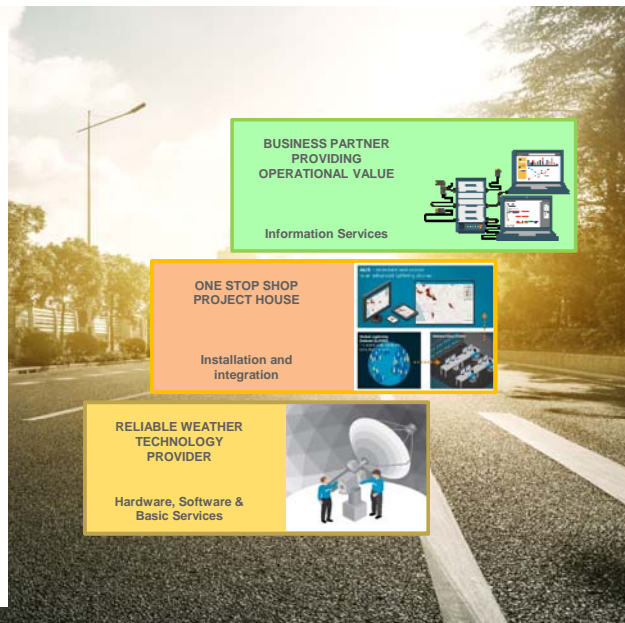 BUSINESS PARTNER
PROVIDING
OPERATIONAL VALUE
Information Services
ONE STOP SHOP
PROJECT HOUSE
Installation and
integration
RELIABLE WEATHER
TECHNOLOGY
PROVIDER
Hardware, Software &
Basic Services